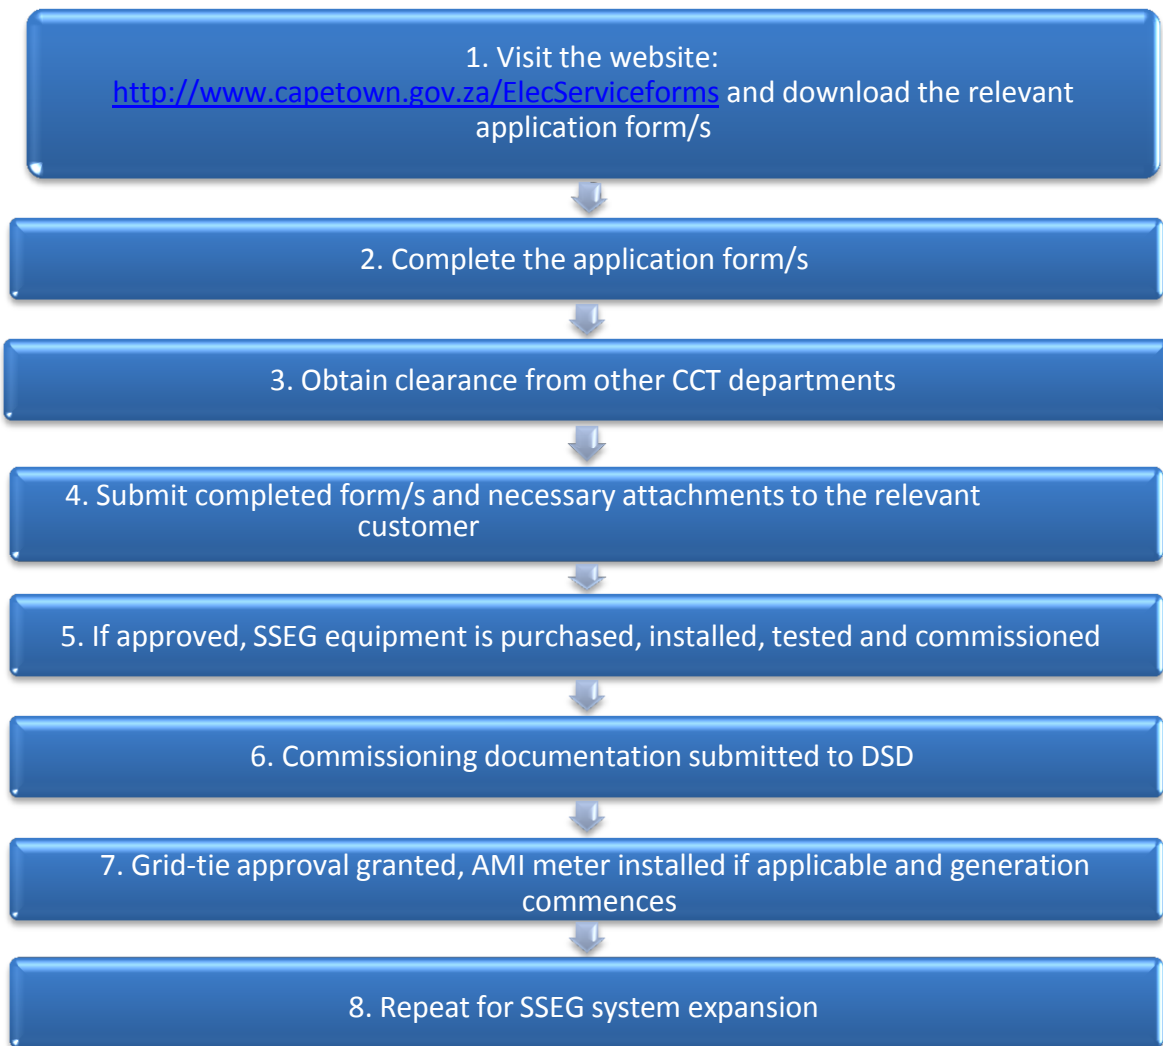 1. Visit the website:
http://www.capetown.gov.za/ElecServiceforms and download the relevant
application form/s
2. Complete the application form/s
3. Obtain clearance from other CCT departments
4. Submit completed form/s and necessary attachments to the relevant
customer
5. If approved, SSEG equipment is purchased, installed, tested and commissioned
6. Commissioning documentation submitted to DSD
7. Grid-tie approval granted, AMI meter installed if applicable and generation
commences
8. Repeat for SSEG system expansion